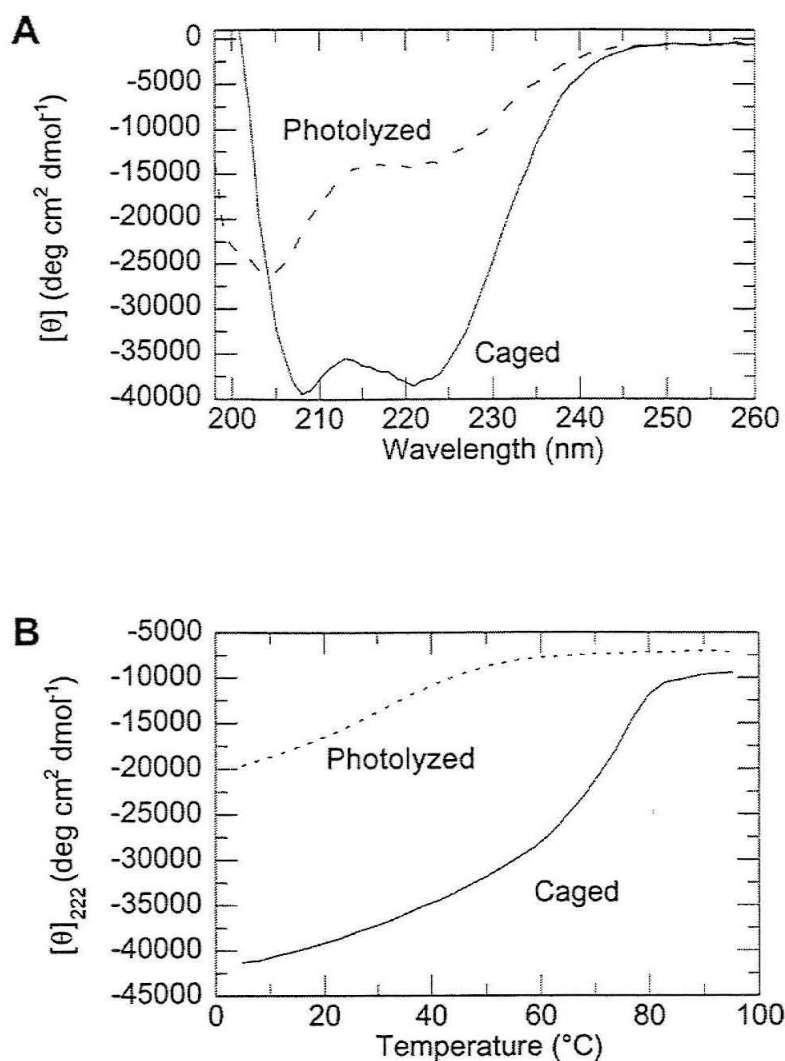 A
0
-5000
-10000
-15000
-20000
-25000
-30000
-35000
-40000
[θ] (deg cm² dmol⁻¹)
Photolyzed
Caged
200 210 220 230 240 250 260
Wavelength (nm)
B
-5000
-10000
-15000
-20000
-25000
-30000
-35000
-40000
-45000
[θ]₂₂₂ (deg cm² dmol⁻¹)
Photolyzed
Caged
0 20 40 60 80 100
Temperature (°C)